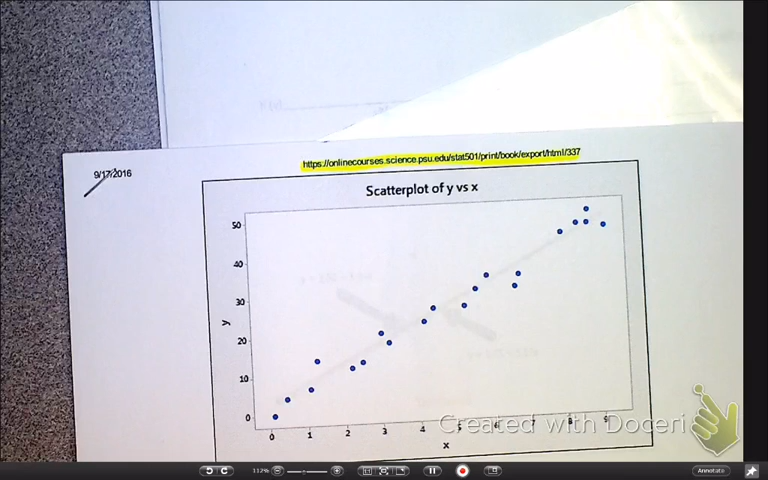 https://onlinecourses.science.psu.edu/stat501/print/book/export/html/337
9/17/2016
Scatterplot of y vs x
50
40
30
20
10
0
y
0 1 2 3 4 5 6 7 8 9
x
Created with Doceri
112%
Annotate